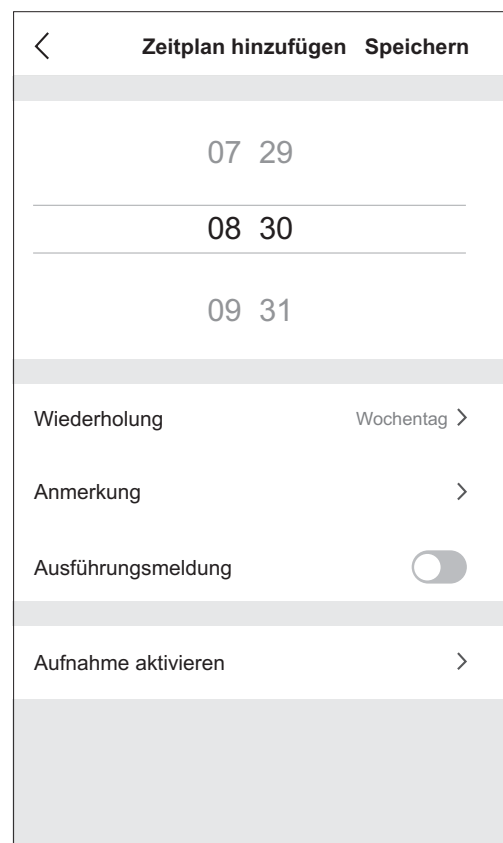 Zeitplan hinzufügen Speichern
07 29
08 30
09 31
Wiederholung Wochentag
Anmerkung
Ausführungsmeldung
Aufnahme aktivieren